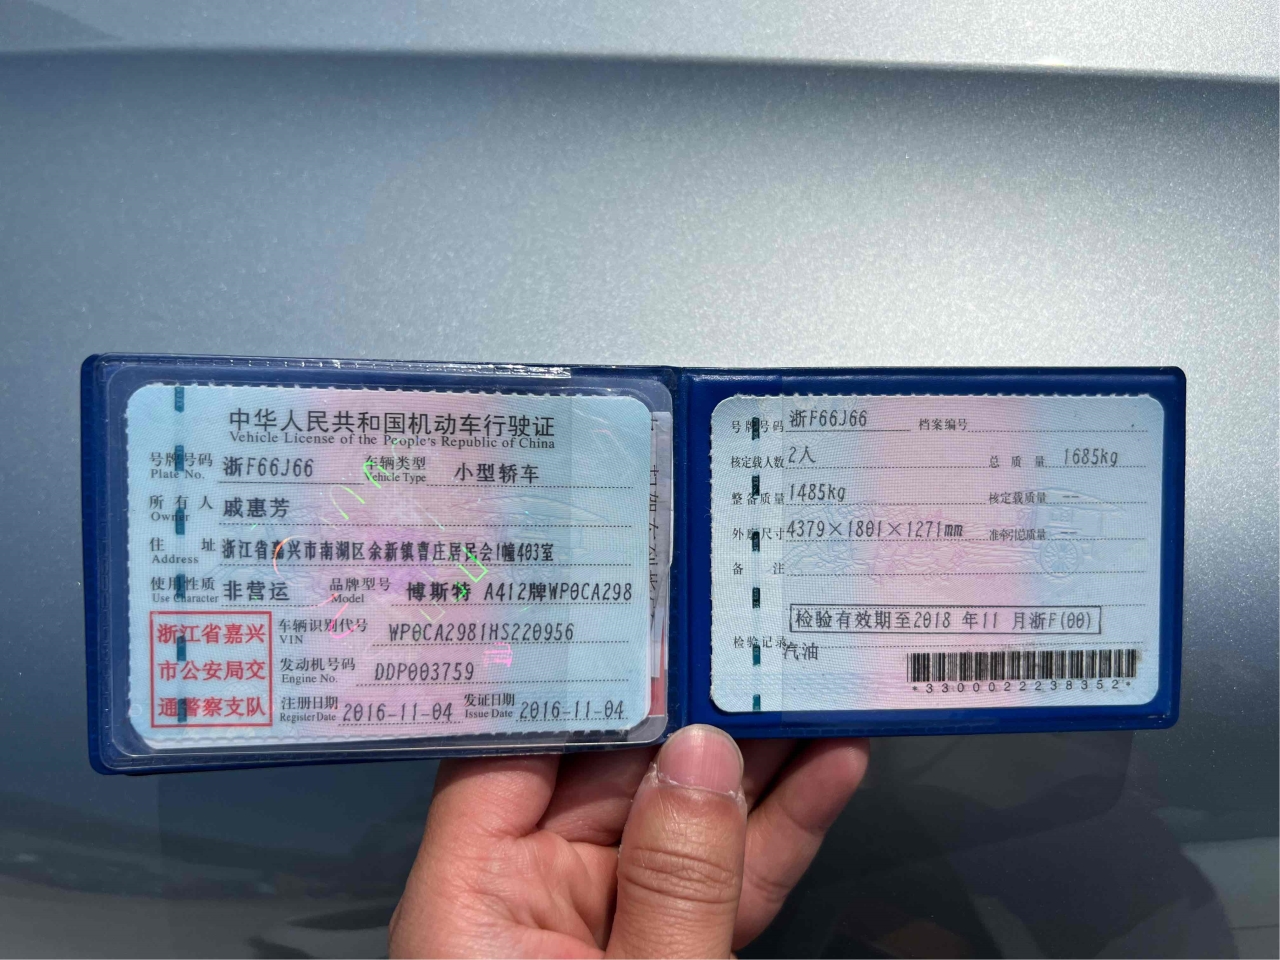 中华人民共和国机动车行驶证
Vehicle License of the People's Republic of China
号牌号码 浙F66J66 车辆类型 小型轿车
Plate No. Vehicle Type
所有人 戚惠芳
Owner
住址 浙江省嘉兴市南湖区余新镇曹庄居民会1幢403室
Address
使用性质 非营运 品牌型号 博斯特 A412牌WP0CA298
Use Character Model
浙江省嘉兴
市公安局交
通警察支队
车辆识别代号 WP0CA2981HS220956
VIN
发动机号码 DDP003759
Engine No.
注册日期 2016-11-04 发证日期 2016-11-04
Register Date Issue Date
号牌号码 浙F66J66 档案编号
核定载人数 2人 总质量 1685kg
整备质量 1485kg 核定载质量 --
外廓尺寸 4379×1801×1271mm 准牵引总质量 --
备注
检验有效期至2018 年11 月浙F(00)
检验记录
汽油
*3300022238352*